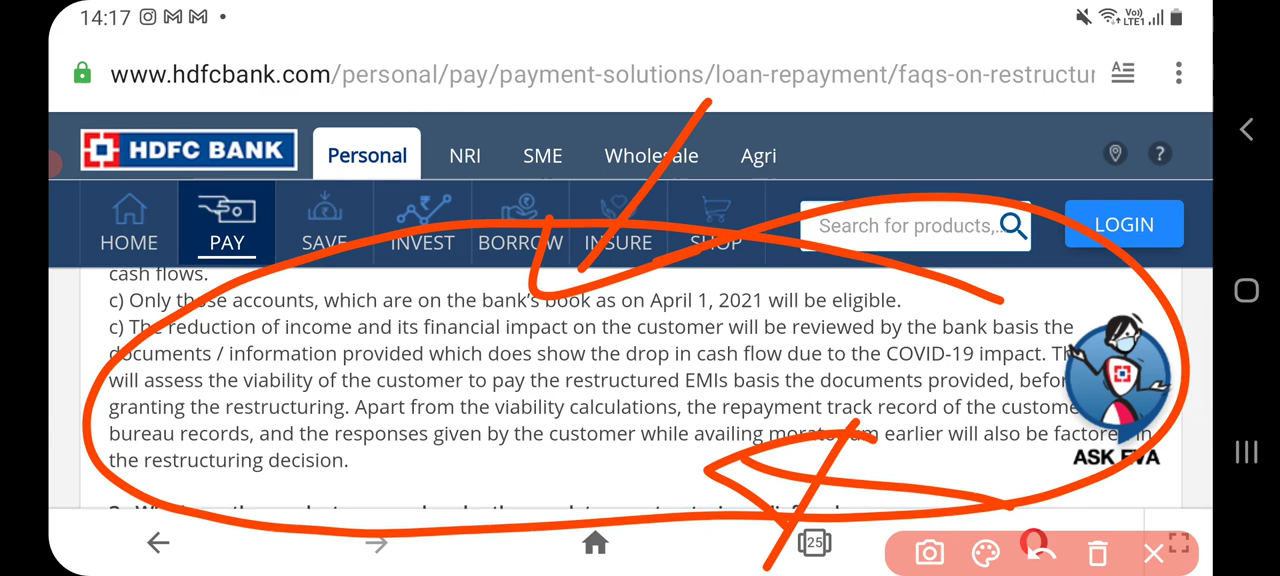 14:17
Vo) LTE1
www.hdfcbank.com/personal/pay/payment-solutions/loan-repayment/faqs-on-restructur
HDFC BANK Personal NRI SME Wholesale Agri ?
HOME PAY SAVE INVEST BORROW INSURE SHOP Search for products,... LOGIN
cash flows.
c) Only those accounts, which are on the bank's book as on April 1, 2021 will be eligible.
c) The reduction of income and its financial impact on the customer will be reviewed by the bank basis the
documents / information provided which does show the drop in cash flow due to the COVID-19 impact.
will assess the viability of the customer to pay the restructured EMIs basis the documents provided,
granting the restructuring. Apart from the viability calculations, the repayment track record of the
bureau records, and the responses given by the customer while availing moratorium earlier will also be factored in
the restructuring decision.
ASK EVA
25